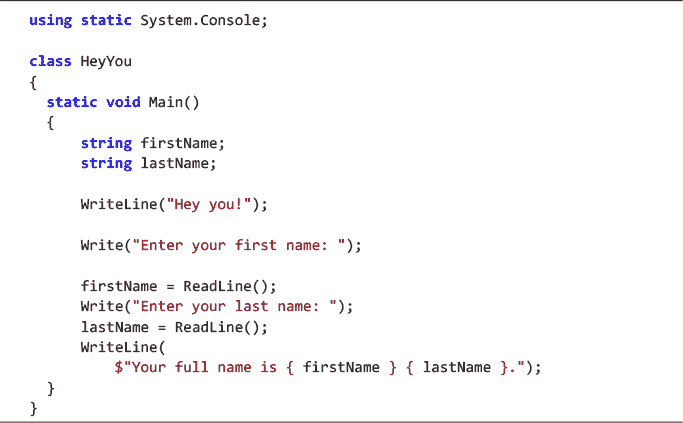 using static System.Console;
class HeyYou
{
static void Main()
{
string firstName;
string lastName;
WriteLine("Hey you!");
Write("Enter your first name: ");
firstName = ReadLine();
Write("Enter your last name: ");
lastName = ReadLine();
WriteLine(
$"Your full name is { firstName } { lastName }.");
}
}